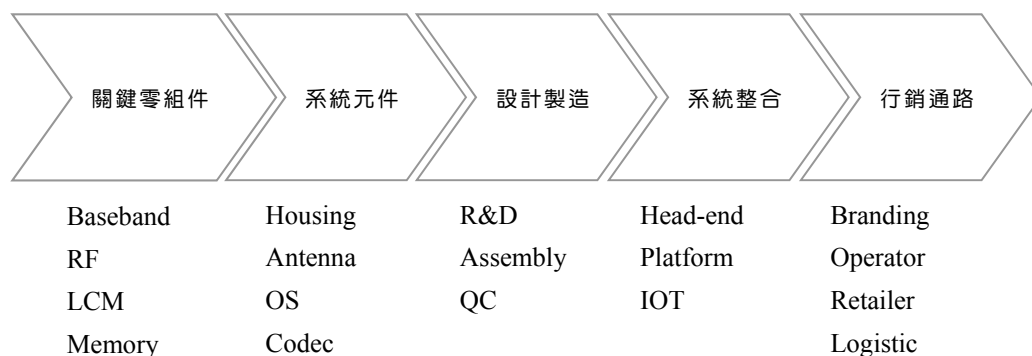 關鍵零組件 系統元件 設計製造 系統整合 行銷通路
Baseband Housing R&D Head-end Branding
RF Antenna Assembly Platform Operator
LCM OS QC IOT Retailer
Memory Codec Logistic